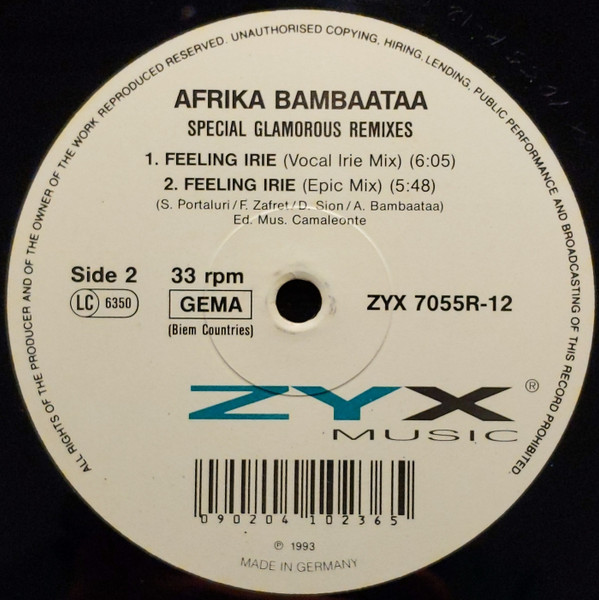 ALL RIGHTS OF THE PRODUCER AND OF THE OWNER OF THE WORK REPRODUCED RESERVED. UNAUTHORISED COPYING, HIRING, LENDING, PUBLIC PERFORMANCE AND BROADCASTING OF THIS RECORD PROHIBITED.
AFRIKA BAMBAATAA
SPECIAL GLAMOROUS REMIXES
1. FEELING IRIE (Vocal Irie Mix) (6:05)
2. FEELING IRIE (Epic Mix) (5:48)
(S. Portaluri/F. Zafret/D. Sion/A. Bambaataa)
Ed. Mus. Camaleonte
Side 2 33 rpm
LC 6350 GEMA ZYX 7055R-12
(Biem Countries)
ZYX ®
MUSIC
090204 102365
℗ 1993
MADE IN GERMANY